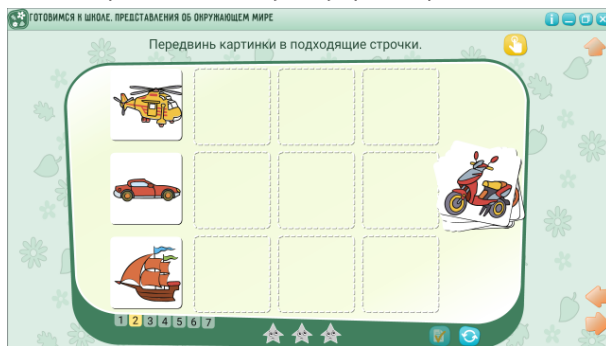 ГОТОВИМСЯ К ШКОЛЕ. ПРЕДСТАВЛЕНИЯ ОБ ОКРУЖАЮЩЕМ МИРЕ
Передвинь картинки в подходящие строчки.
1 2 3 4 5 6 7